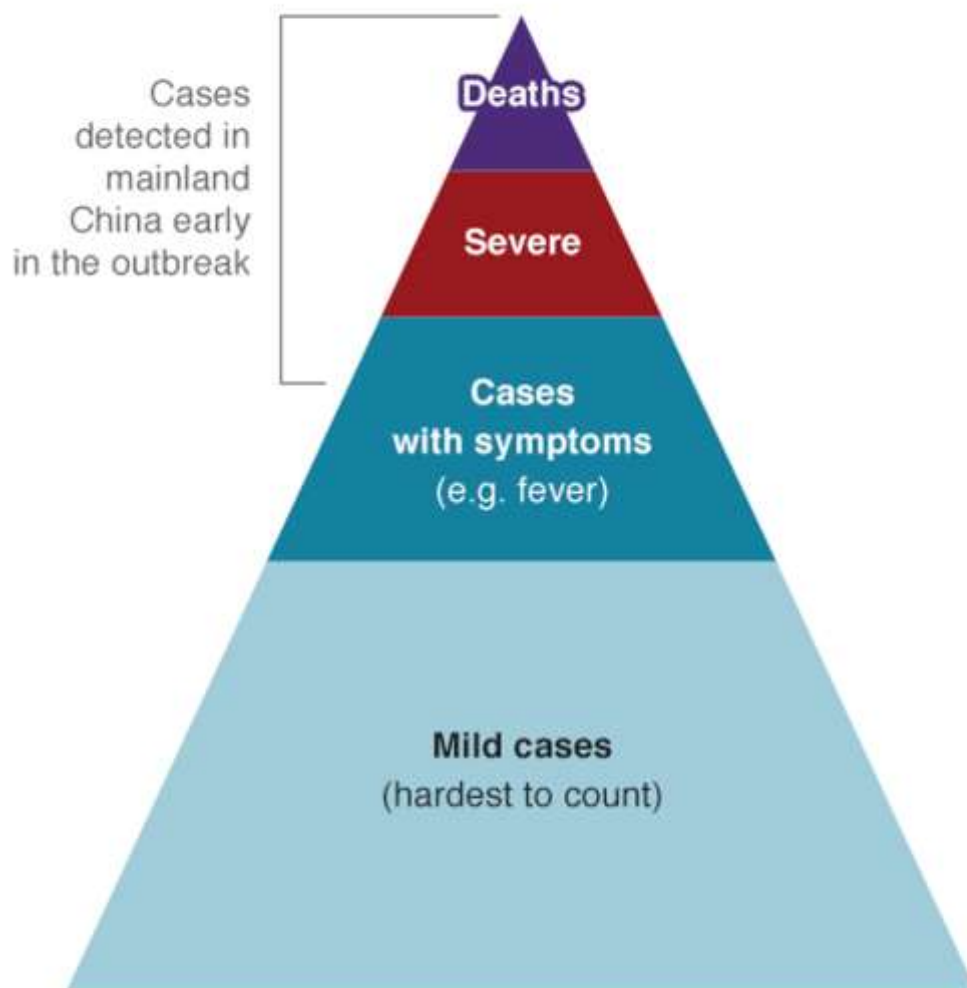 Cases
detected in
mainland
China early
in the outbreak
Deaths
Severe
Cases
with symptoms
(e.g. fever)
Mild cases
(hardest to count)